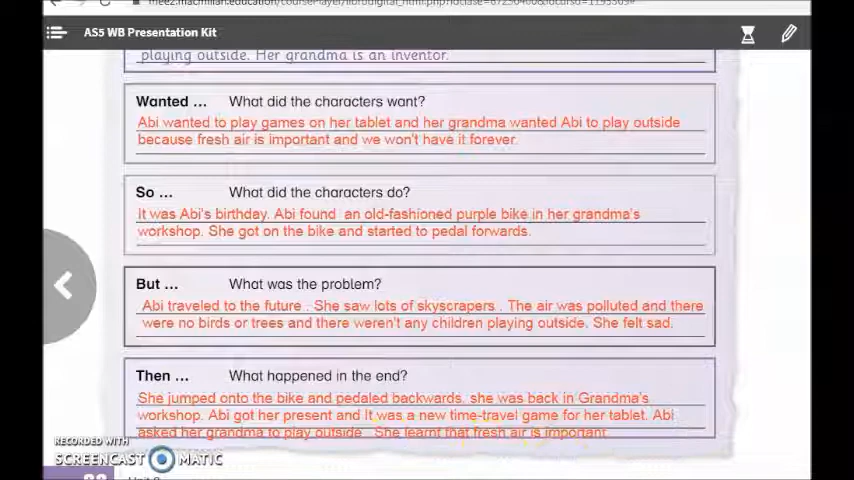 mee2.macmillan.education/coursePlayer/librodigital_html.php?
AS5 WB Presentation Kit
playing outside. Her grandma is an inventor.
Wanted ... What did the characters want?
Abi wanted to play games on her tablet and her grandma wanted Abi to play outside
because fresh air is important and we won't have it forever.
So ... What did the characters do?
It was Abi's birthday. Abi found an old-fashioned purple bike in her grandma's
workshop. She got on the bike and started to pedal forwards.
But ... What was the problem?
Abi traveled to the future . She saw lots of skyscrapers . The air was polluted and there
were no birds or trees and there weren't any children playing outside. She felt sad.
Then ... What happened in the end?
She jumped onto the bike and pedaled backwards. she was back in Grandma's
workshop. Abi got her present and It was a new time-travel game for her tablet. Abi
asked her grandma to play outside She learnt that fresh air is important.
RECORDED WITH
SCREENCAST MATIC